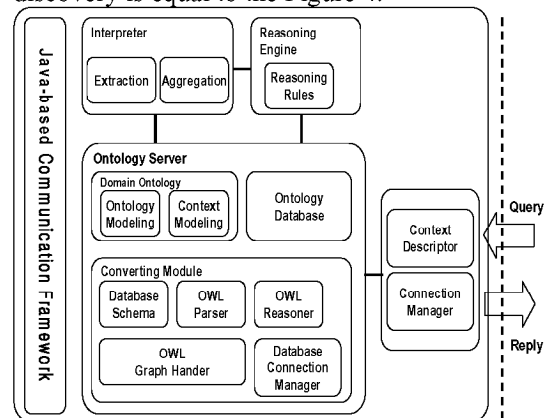 discovery is equal to the Figure 4.
Java-based Communication Framework
Interpreter
Extraction
Aggregation
Reasoning
Engine
Reasoning
Rules
Ontology Server
Domain Ontology
Ontology
Modeling
Context
Modeling
Ontology
Database
Converting Module
Database
Schema
OWL
Parser
OWL
Reasoner
OWL
Graph Hander
Database
Connection
Manager
Context
Descriptor
Connection
Manager
Query
Reply